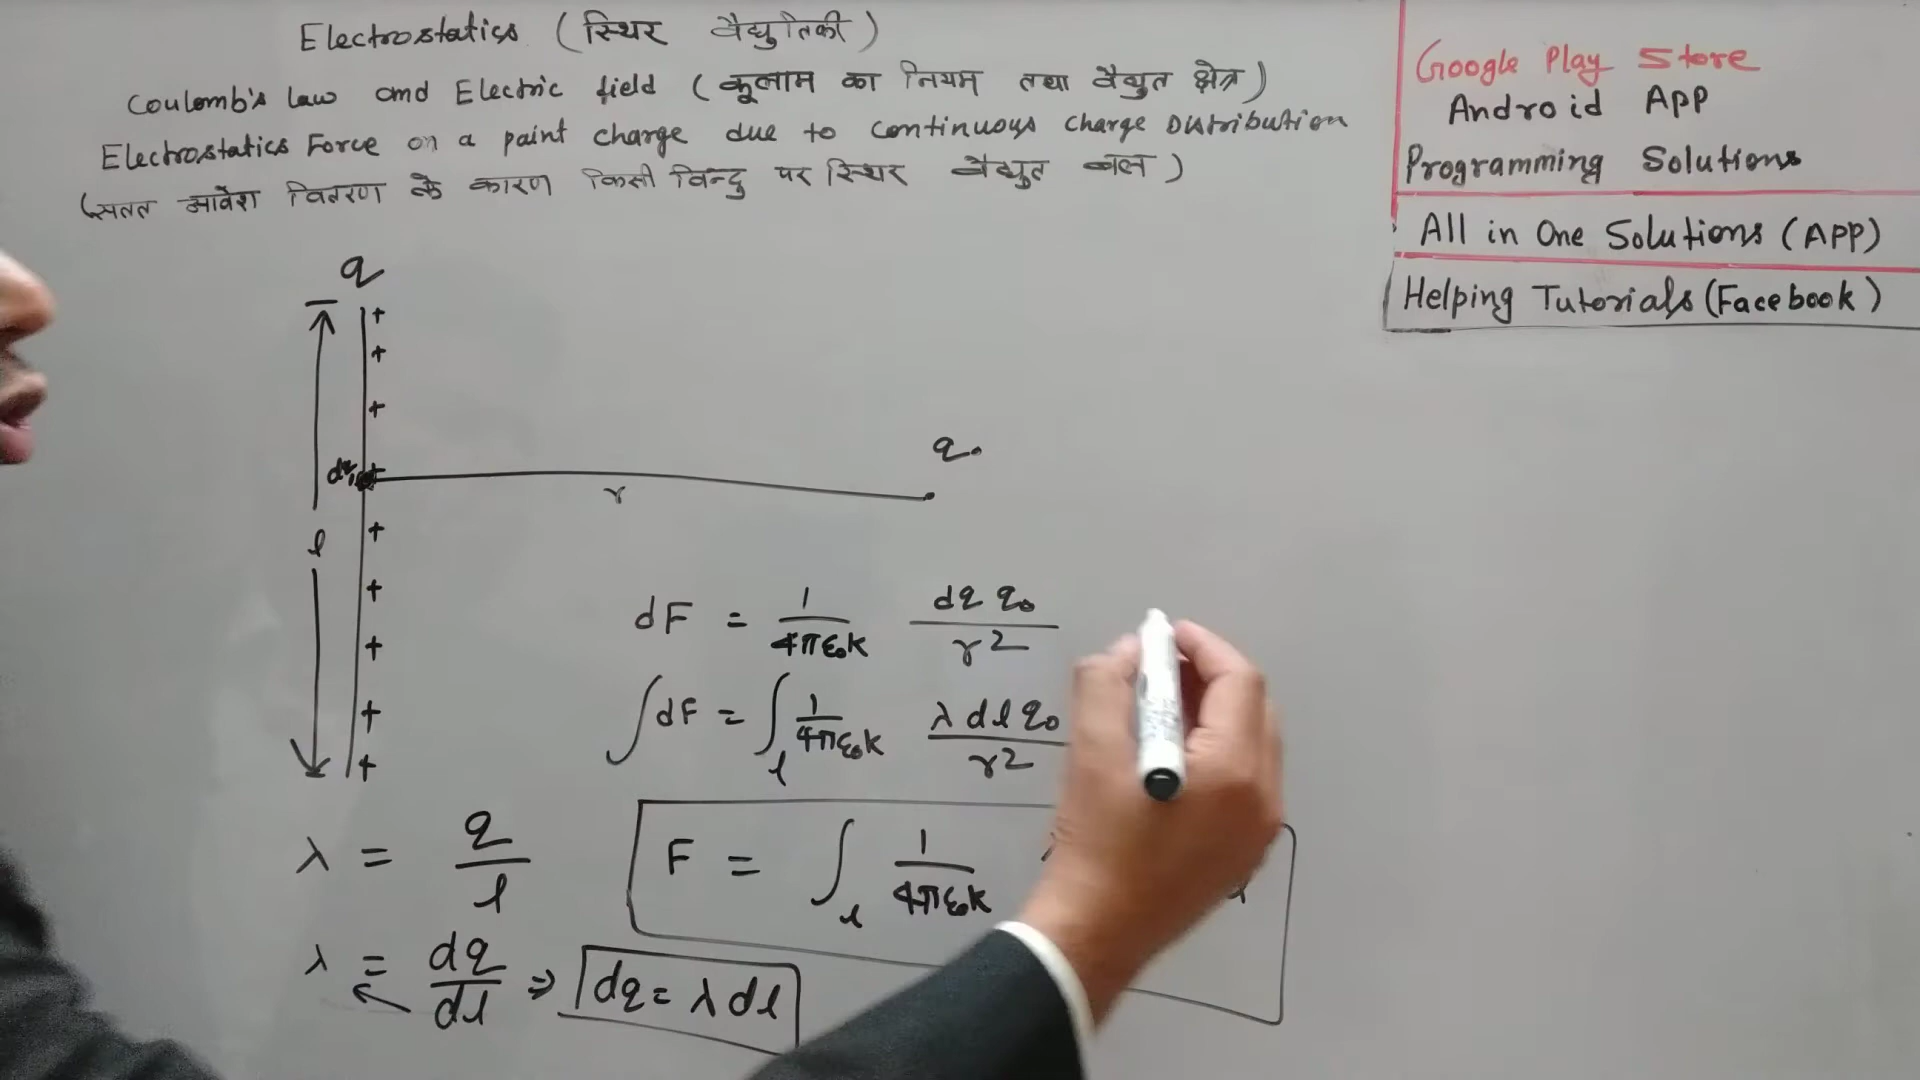 Electrostatics (स्थिर वैद्युतिकी)
Coulomb's Law and Electric field (कूलाम का नियम तथा वैद्युत क्षेत्र)
Electrostatics Force on a paint charge due to continuous charge Distribution
(सतत आवेश वितरण के कारण किसी विन्दु पर स्थिर वैद्युत बल)
Google Play Store
Android App
Programming Solutions
All in One Solutions (APP)
Helping Tutorials (Facebook)
q
+
+
+
q₀
dq +
r
+
l
+
+
+
+
dF = 1/4πε₀k dq q₀/r²
∫dF = ∫l 1/4πε₀k λ dl q₀/r²
λ = q/l
F = ∫l 1/4πε₀k
λ = dq/dl ⇒ dq = λ dl